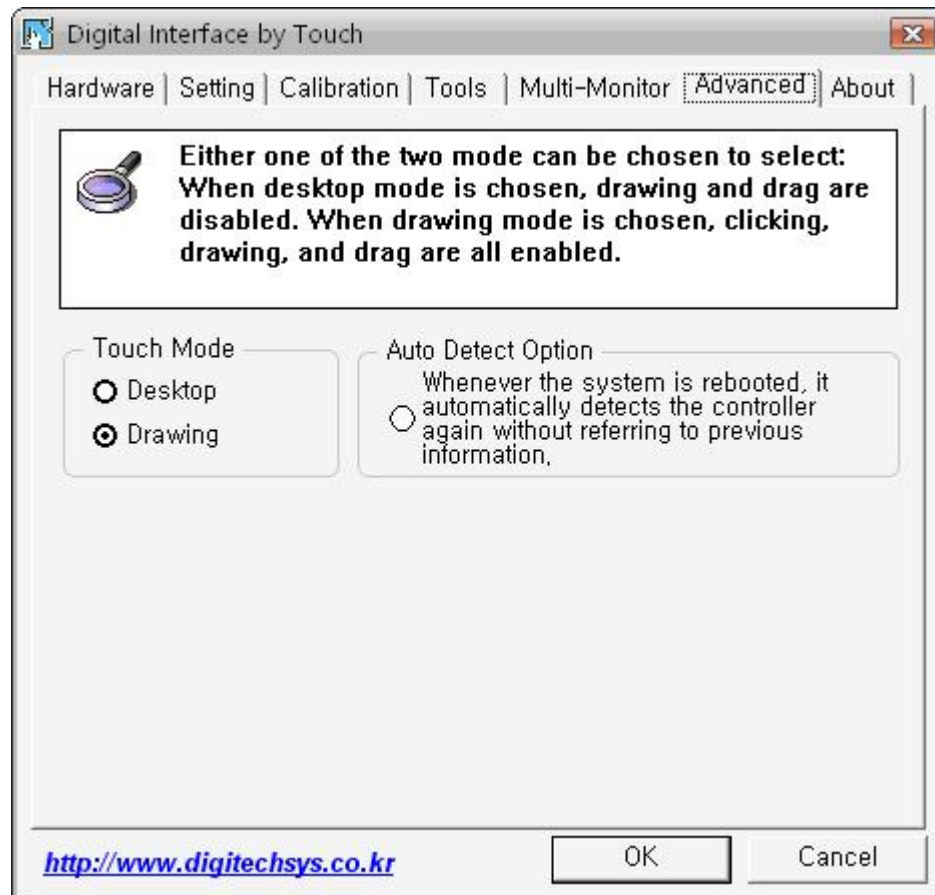 Digital Interface by Touch
Hardware Setting Calibration Tools Multi-Monitor Advanced About
Either one of the two mode can be chosen to select:
When desktop mode is chosen, drawing and drag are
disabled. When drawing mode is chosen, clicking,
drawing, and drag are all enabled.
Touch Mode
Desktop
Drawing
Auto Detect Option
Whenever the system is rebooted, it
automatically detects the controller
again without referring to previous
information,
http://www.digitechsys.co.kr
OK Cancel